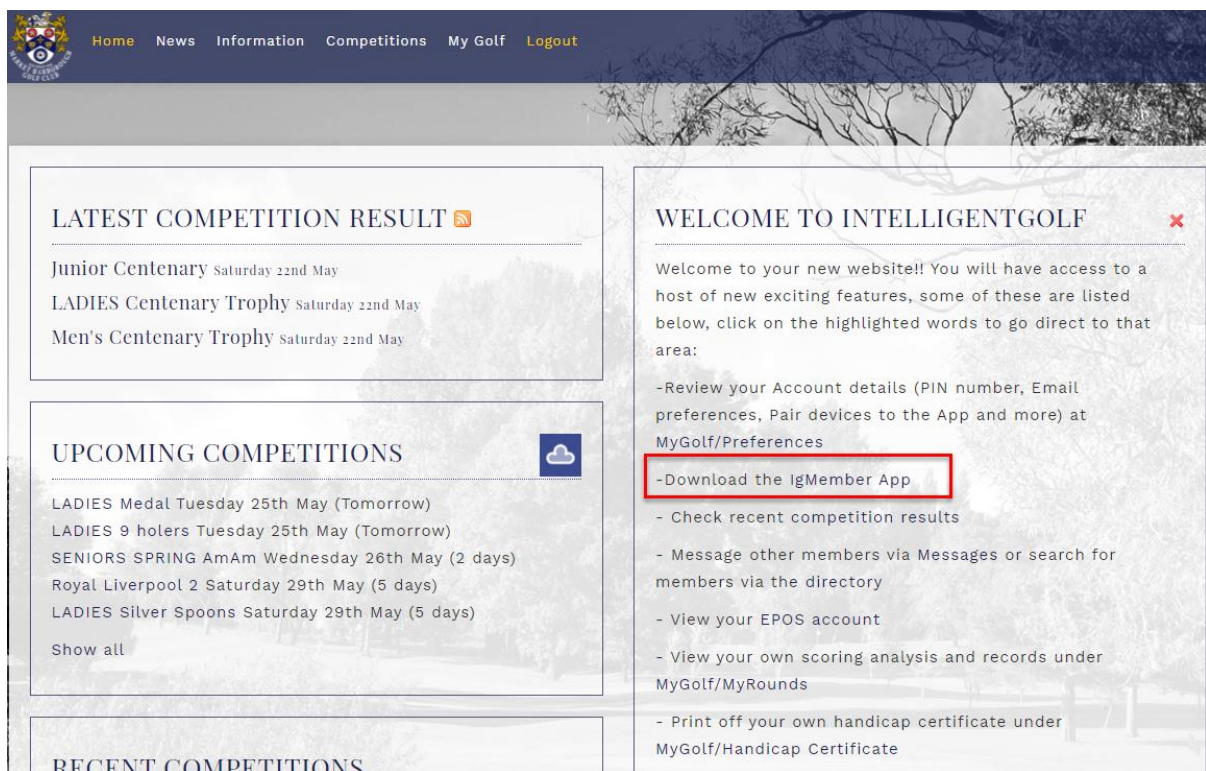 Home News Information Competitions My Golf Logout
MARKET HARBOROUGH
GOLF CLUB
LATEST COMPETITION RESULT
Junior Centenary Saturday 22nd May
LADIES Centenary Trophy Saturday 22nd May
Men's Centenary Trophy Saturday 22nd May
UPCOMING COMPETITIONS
LADIES Medal Tuesday 25th May (Tomorrow)
LADIES 9 holers Tuesday 25th May (Tomorrow)
SENIORS SPRING AmAm Wednesday 26th May (2 days)
Royal Liverpool 2 Saturday 29th May (5 days)
LADIES Silver Spoons Saturday 29th May (5 days)
Show all
RECENT COMPETITIONS
WELCOME TO INTELLIGENTGOLF
Welcome to your new website!! You will have access to a
host of new exciting features, some of these are listed
below, click on the highlighted words to go direct to that
area:
-Review your Account details (PIN number, Email
preferences, Pair devices to the App and more) at
MyGolf/Preferences
-Download the IgMember App
- Check recent competition results
- Message other members via Messages or search for
members via the directory
- View your EPOS account
- View your own scoring analysis and records under
MyGolf/MyRounds
- Print off your own handicap certificate under
MyGolf/Handicap Certificate